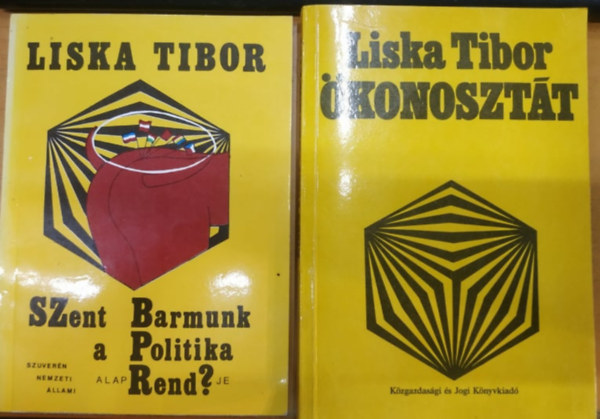 LISKA TIBOR
SZent Barmunk
a Politika
SZUVERÉN
NEMZETI
ÁLLAMI
ALAP Rend? JE
Liska Tibor
ÖKONOSZTÁT
Közgazdasági és Jogi Könyvkiadó